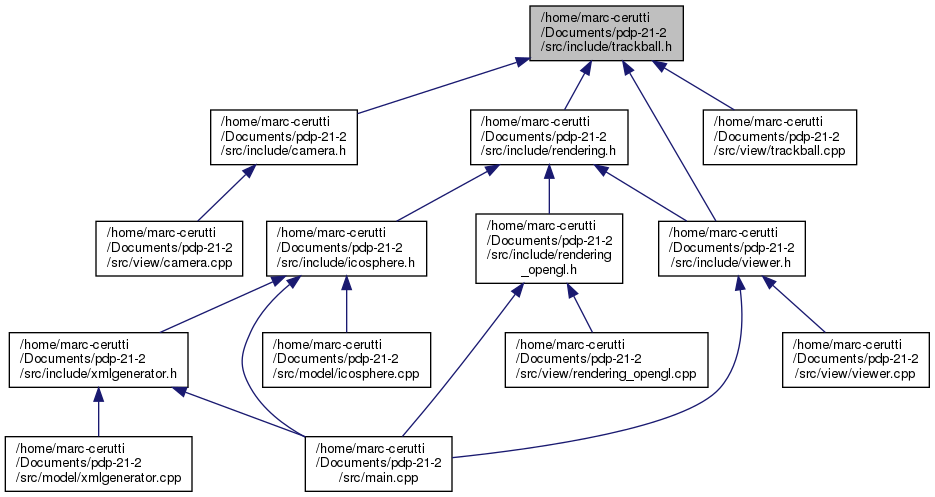 /home/marc-cerutti
/Documents/pdp-21-2
/src/include/trackball.h
/home/marc-cerutti
/Documents/pdp-21-2
/src/include/camera.h
/home/marc-cerutti
/Documents/pdp-21-2
/src/include/rendering.h
/home/marc-cerutti
/Documents/pdp-21-2
/src/view/trackball.cpp
/home/marc-cerutti
/Documents/pdp-21-2
/src/view/camera.cpp
/home/marc-cerutti
/Documents/pdp-21-2
/src/include/icosphere.h
/home/marc-cerutti
/Documents/pdp-21-2
/src/include/rendering
_opengl.h
/home/marc-cerutti
/Documents/pdp-21-2
/src/include/viewer.h
/home/marc-cerutti
/Documents/pdp-21-2
/src/include/xmlgenerator.h
/home/marc-cerutti
/Documents/pdp-21-2
/src/model/icosphere.cpp
/home/marc-cerutti
/Documents/pdp-21-2
/src/view/rendering_opengl.cpp
/home/marc-cerutti
/Documents/pdp-21-2
/src/view/viewer.cpp
/home/marc-cerutti
/Documents/pdp-21-2
/src/model/xmlgenerator.cpp
/home/marc-cerutti
/Documents/pdp-21-2
/src/main.cpp